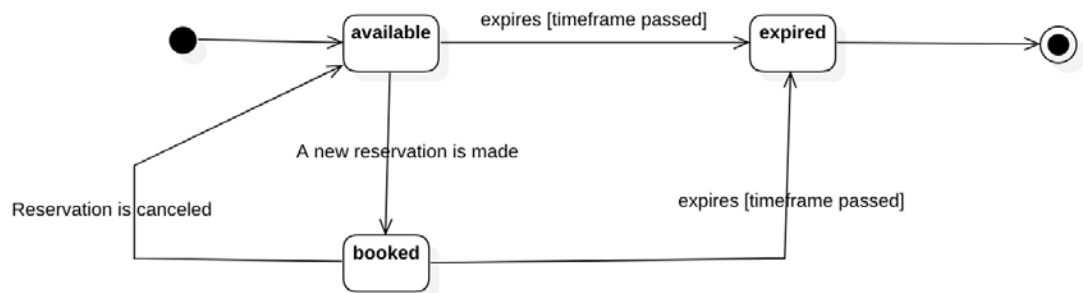 expires [timeframe passed]
available
expired
A new reservation is made
expires [timeframe passed]
Reservation is canceled
booked